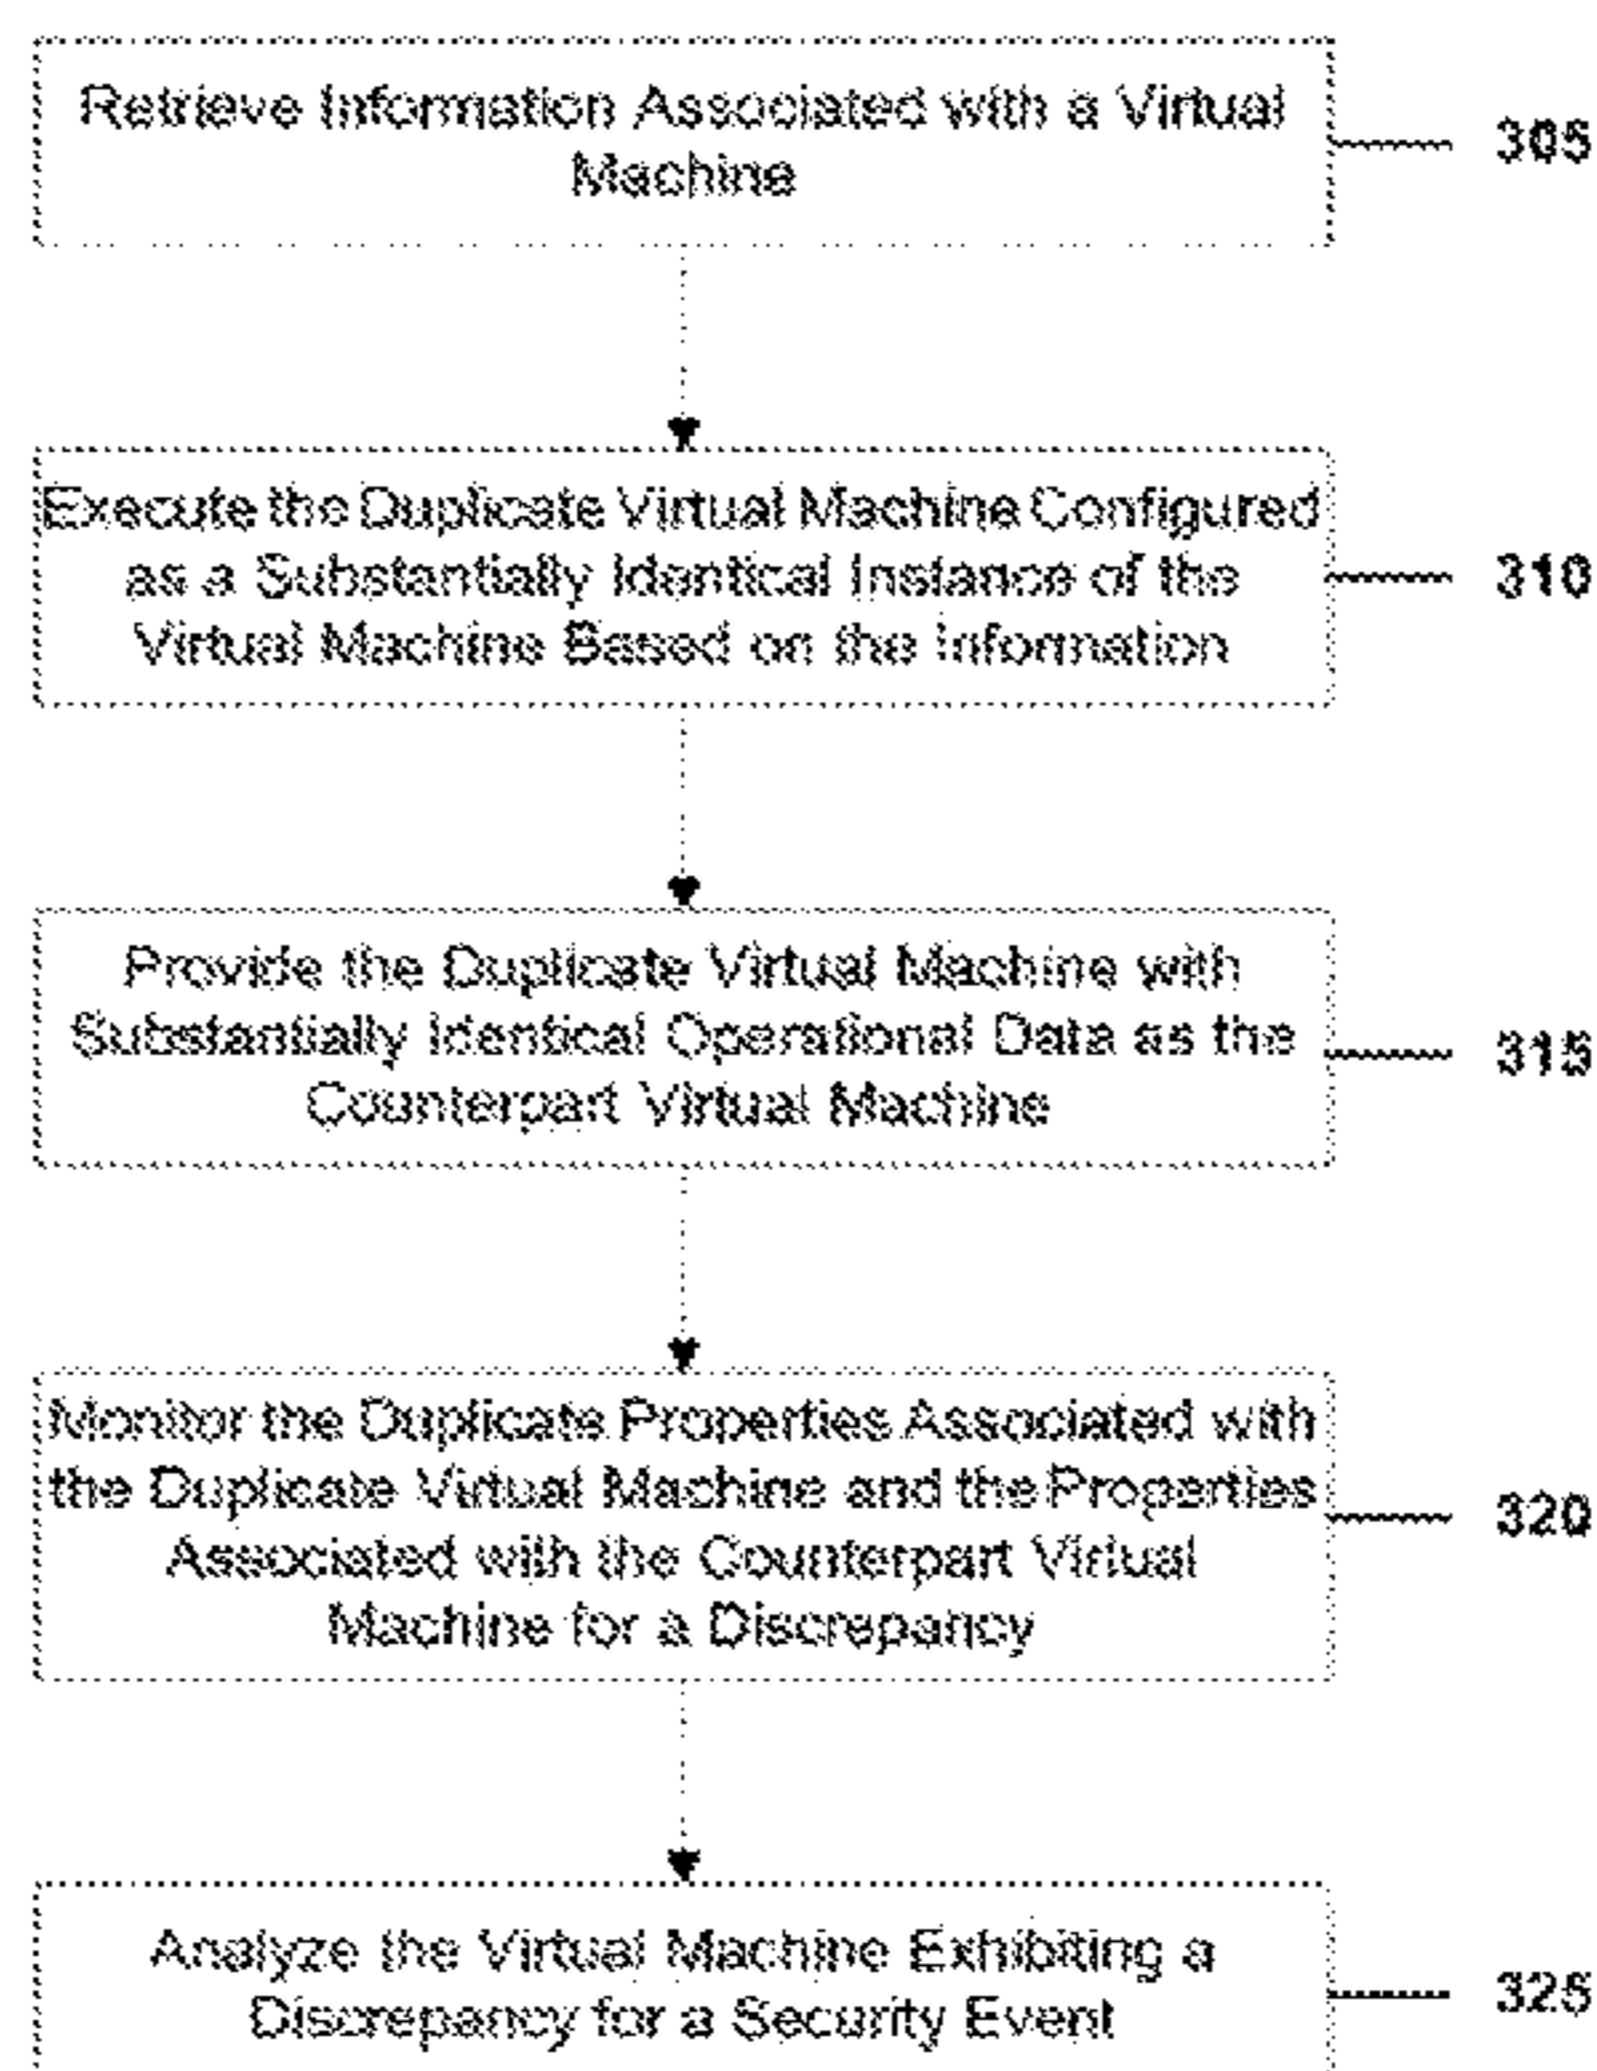 Retrieve Information Associated with a Virtual
Machine
305
Execute the Duplicate Virtual Machine Configured
as a Substantially Identical Instance of the
Virtual Machine Based on the Information
310
Provide the Duplicate Virtual Machine with
Substantially Identical Operational Data as the
Counterpart Virtual Machine
315
Monitor the Duplicate Properties Associated with
the Duplicate Virtual Machine and the Properties
Associated with the Counterpart Virtual
Machine for a Discrepancy
320
Analyze the Virtual Machine Exhibiting a
Discrepancy for a Security Event
325